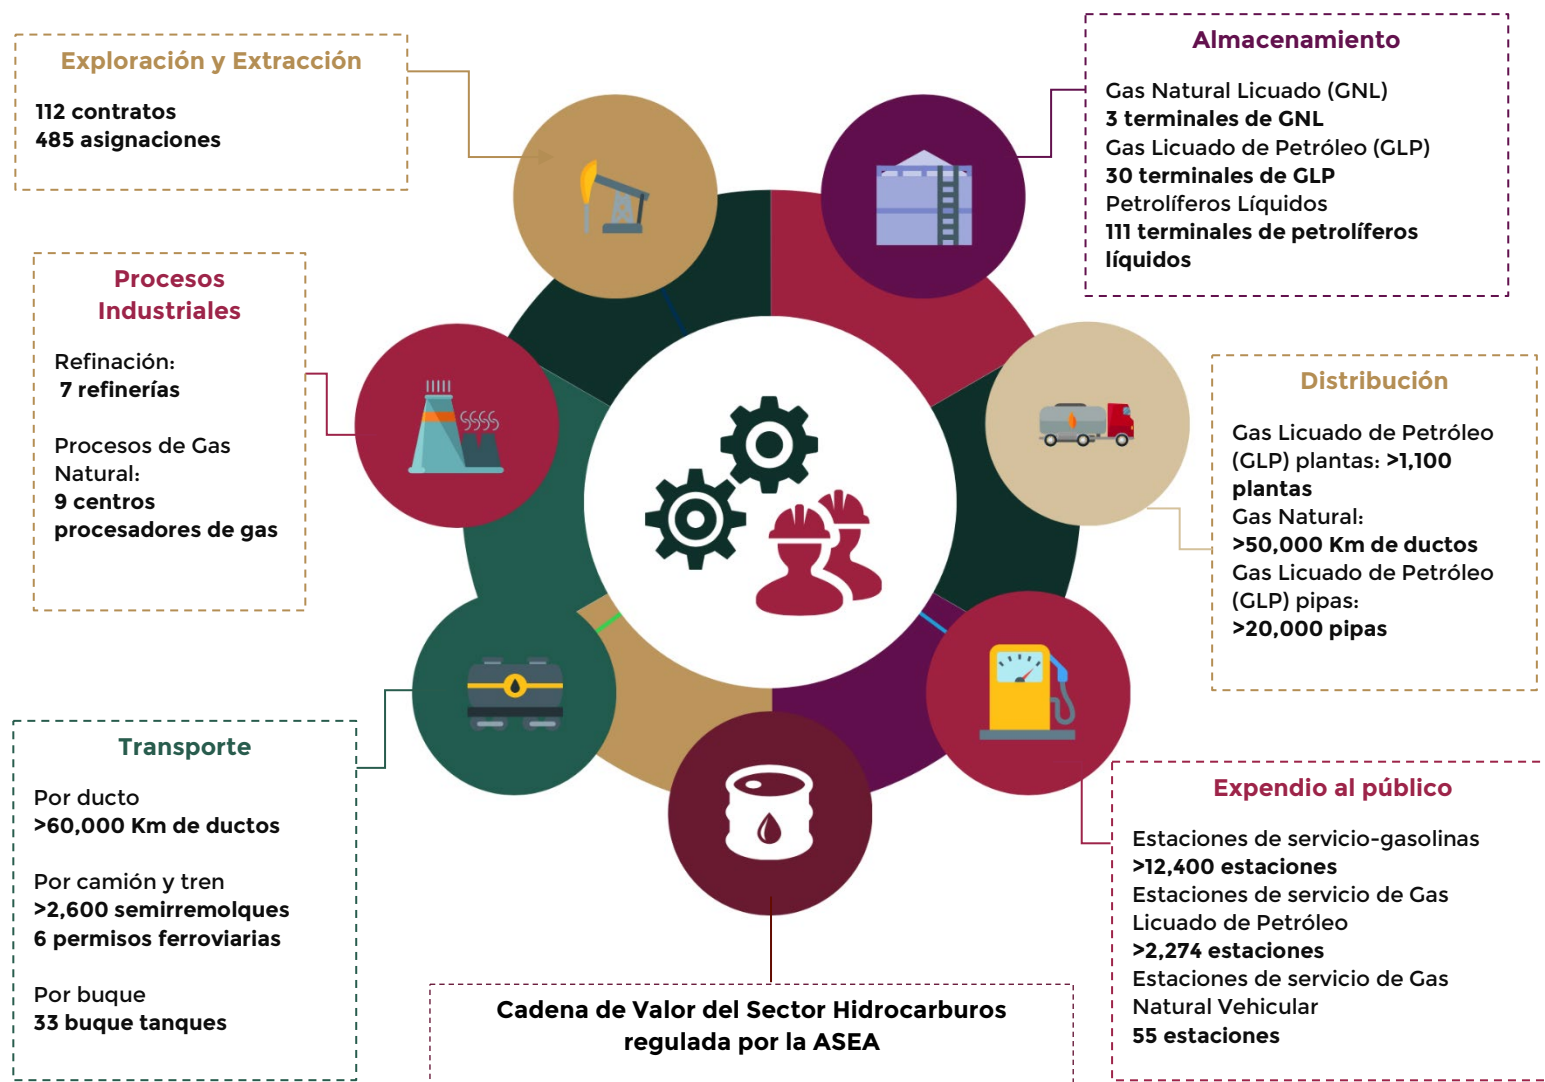 Exploración y Extracción
112 contratos
485 asignaciones
Almacenamiento
Gas Natural Licuado (GNL)
3 terminales de GNL
Gas Licuado de Petróleo (GLP)
30 terminales de GLP
Petrolíferos Líquidos
111 terminales de petrolíferos
líquidos
Procesos
Industriales
Refinación:
7 refinerías
Procesos de Gas
Natural:
9 centros
procesadores de gas
Distribución
Gas Licuado de Petróleo
(GLP) plantas: >1,100
plantas
Gas Natural:
>50,000 Km de ductos
Gas Licuado de Petróleo
(GLP) pipas:
>20,000 pipas
Transporte
Por ducto
>60,000 Km de ductos
Por camión y tren
>2,600 semirremolques
6 permisos ferroviarias
Por buque
33 buque tanques
Expendio al público
Estaciones de servicio-gasolinas
>12,400 estaciones
Estaciones de servicio de Gas
Licuado de Petróleo
>2,274 estaciones
Estaciones de servicio de Gas
Natural Vehicular
55 estaciones
Cadena de Valor del Sector Hidrocarburos
regulada por la ASEA